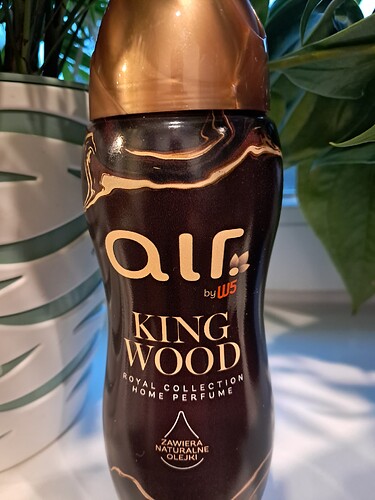 air.
by W5
KING
WOOD
ROYAL COLLECTION
HOME PERFUME
ZAWIERA
NATURALNE
OLEJKI